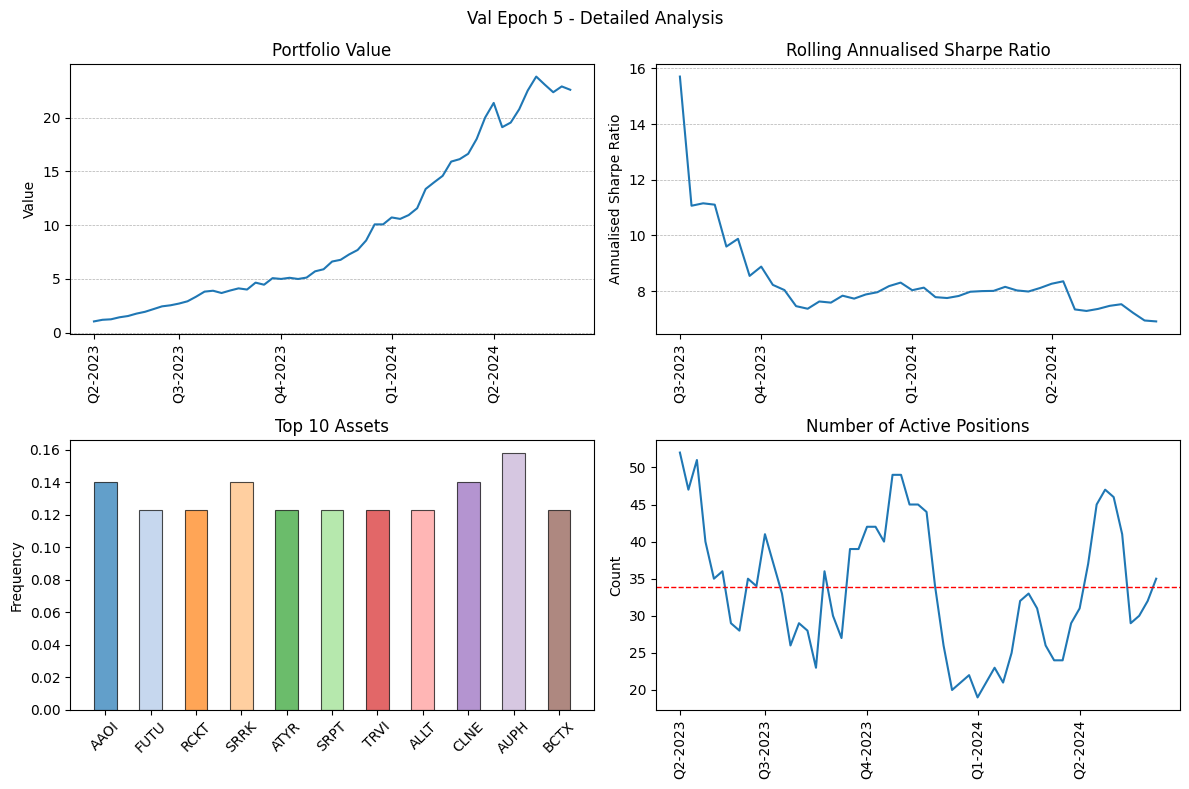 Val Epoch 5 - Detailed Analysis
Portfolio Value
Value
20
15
10
5
0
Q2-2023
Q3-2023
Q4-2023
Q1-2024
Q2-2024
Rolling Annualised Sharpe Ratio
Annualised Sharpe Ratio
16
14
12
10
8
Q3-2023
Q4-2023
Q1-2024
Q2-2024
Top 10 Assets
Frequency
0.16
0.14
0.12
0.10
0.08
0.06
0.04
0.02
0.00
AAOI
FUTU
RCKT
SRRK
ATYR
SRPT
TRVI
ALLT
CLNE
AUPH
BCTX
Number of Active Positions
Count
50
45
40
35
30
25
20
Q2-2023
Q3-2023
Q4-2023
Q1-2024
Q2-2024